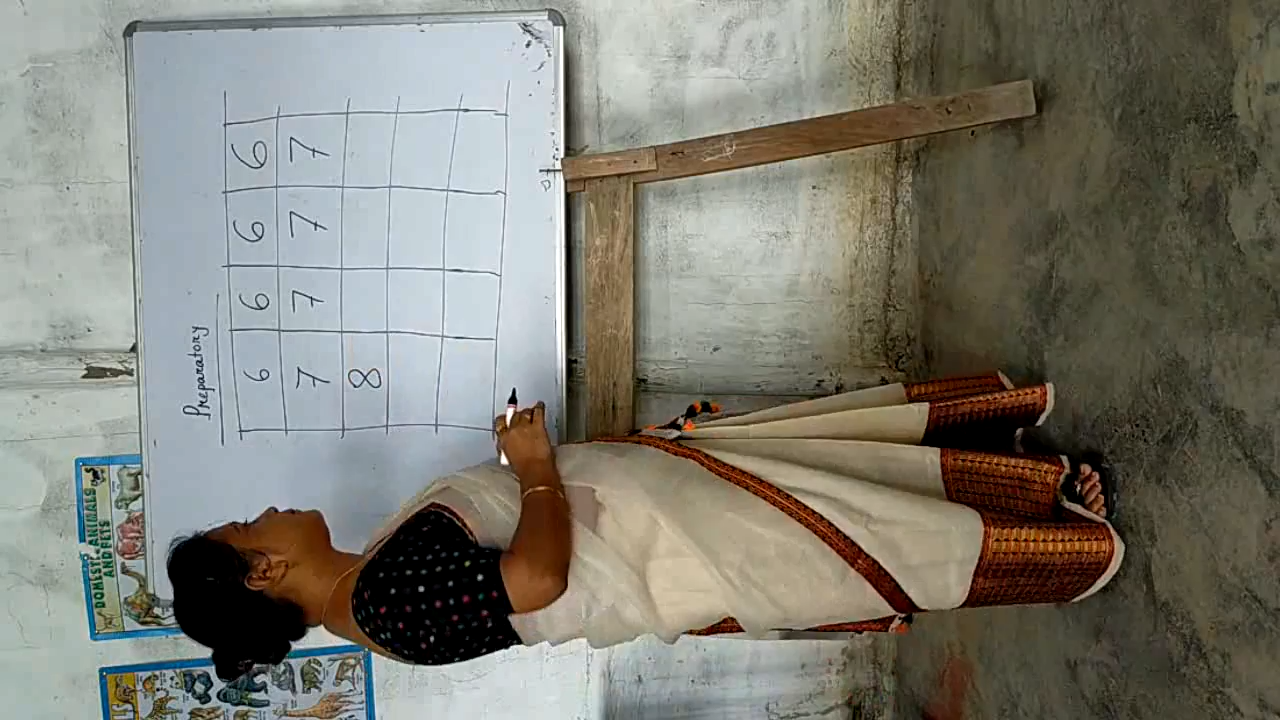 Preparatory
6 6 6 6
7 7 7 7
8
DOMESTIC ANIMALS
AND PETS